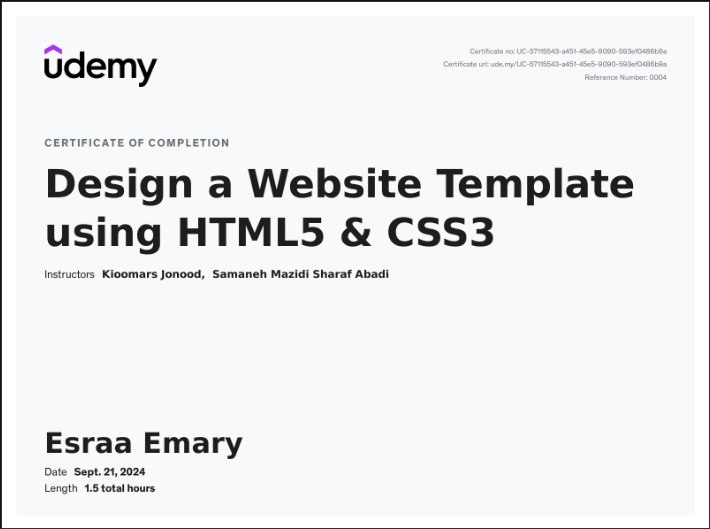 udemy
Certificate no: UC-571f5543-a451-45e5-9090-593ef0486b9a
Certificate url: ude.my/UC-571f5543-a451-45e5-9090-593ef0486b9a
Reference Number: 0004
CERTIFICATE OF COMPLETION
Design a Website Template
using HTML5 & CSS3
Instructors Kioomars Jonood, Samaneh Mazidi Sharaf Abadi
Esraa Emary
Date Sept. 21, 2024
Length 1.5 total hours